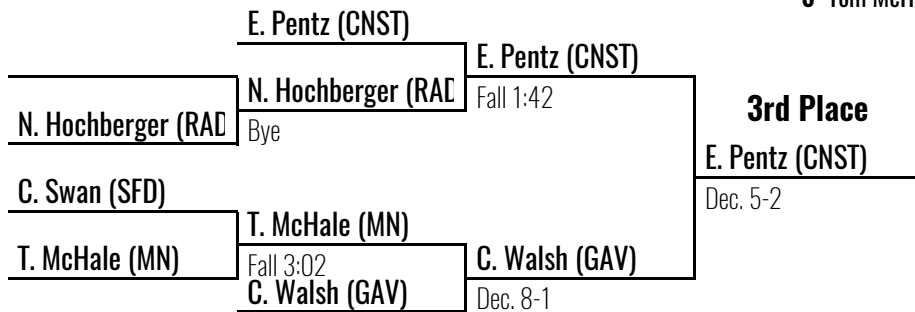 E. Pentz (CNST)
E. Pentz (CNST)
N. Hochberger (RAD
Fall 1:42
N. Hochberger (RAD
Bye
3rd Place
E. Pentz (CNST)
Dec. 5-2
C. Swan (SFD)
T. McHale (MN)
T. McHale (MN)
Fall 3:02
C. Walsh (GAV)
C. Walsh (GAV)
Dec. 8-1